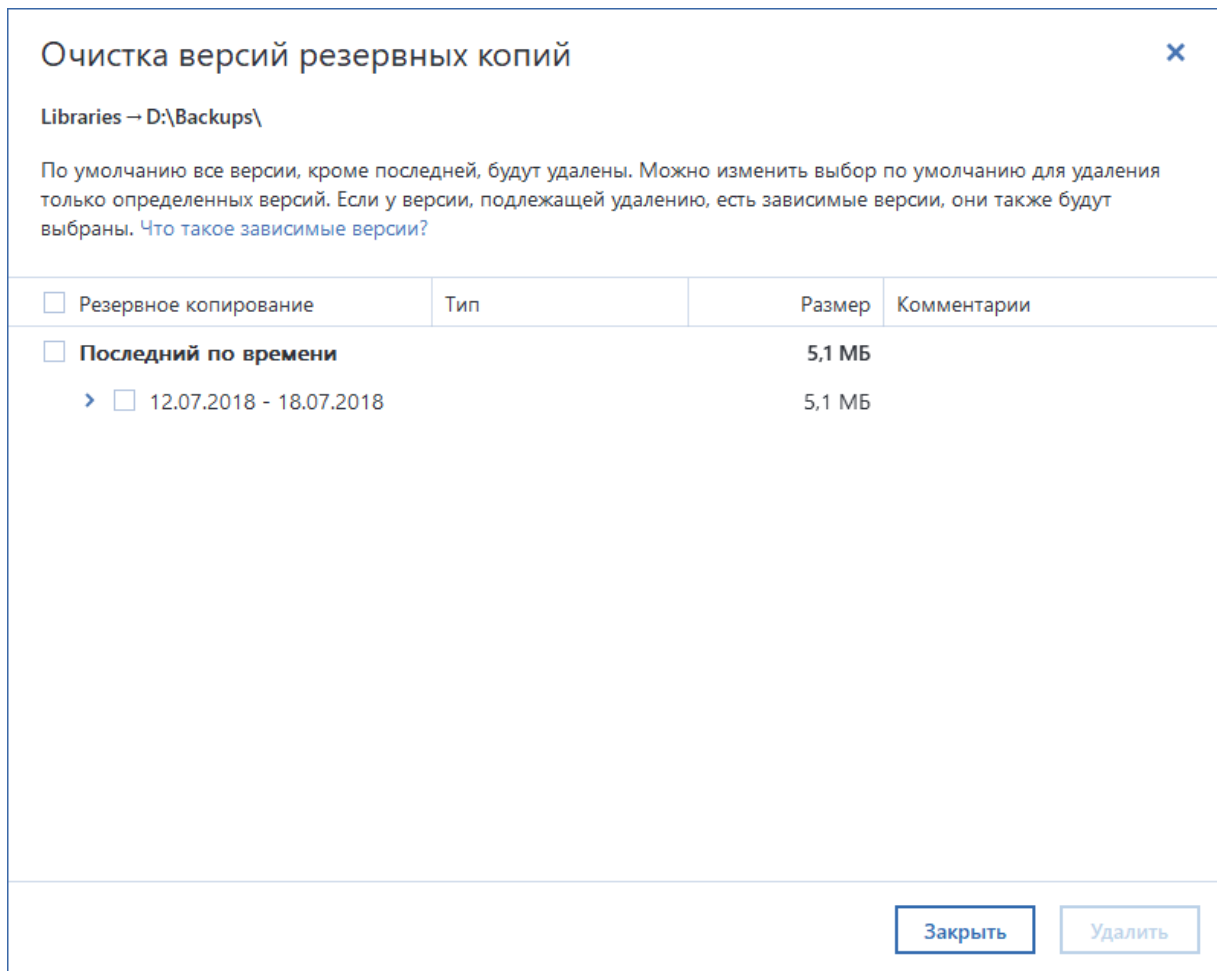 Очистка версий резервных копий
Libraries → D:\Backups\
По умолчанию все версии, кроме последней, будут удалены. Можно изменить выбор по умолчанию для удаления
только определенных версий. Если у версии, подлежащей удалению, есть зависимые версии, они также будут
выбраны. Что такое зависимые версии?
Резервное копирование Тип Размер Комментарии
Последний по времени 5,1 МБ
12.07.2018 - 18.07.2018 5,1 МБ
Закрыть Удалить